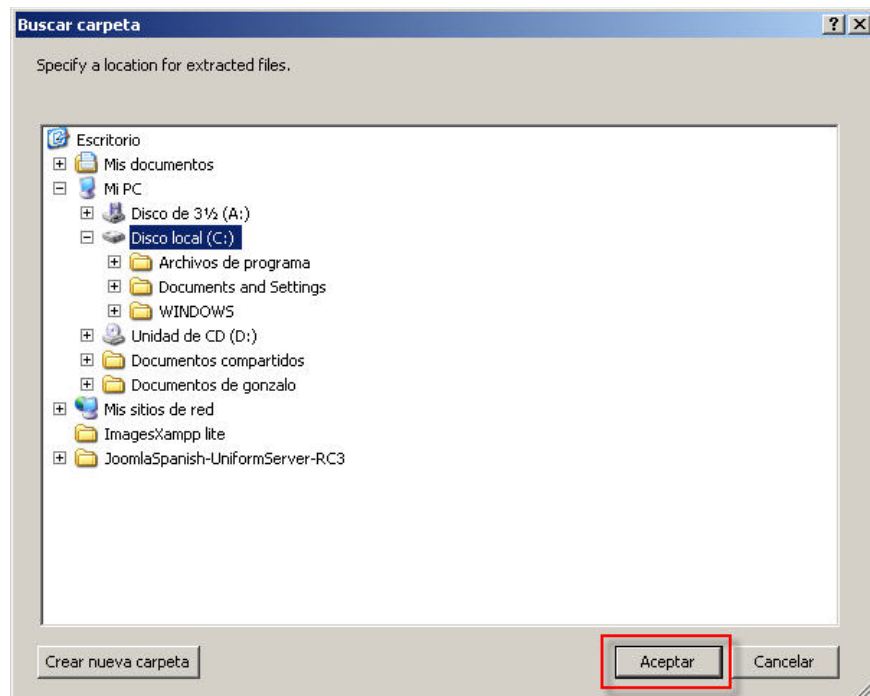 Buscar carpeta
Specify a location for extracted files.
Escritorio
Mis documentos
Mi PC
Disco de 3½ (A:)
Disco local (C:)
Archivos de programa
Documents and Settings
WINDOWS
Unidad de CD (D:)
Documentos compartidos
Documentos de gonzalo
Mis sitios de red
ImagesXampp lite
JoomlaSpanish-UniformServer-RC3
Crear nueva carpeta Aceptar Cancelar